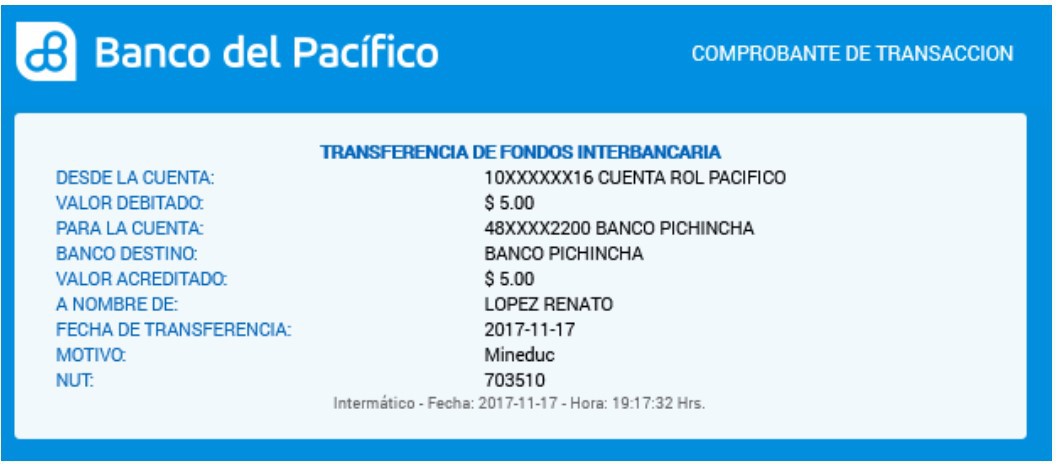 Banco del Pacífico
COMPROBANTE DE TRANSACCION
TRANSFERENCIA DE FONDOS INTERBANCARIA
DESDE LA CUENTA: 10XXXXXX16 CUENTA ROL PACIFICO
VALOR DEBITADO: $ 5.00
PARA LA CUENTA: 48XXXX2200 BANCO PICHINCHA
BANCO DESTINO: BANCO PICHINCHA
VALOR ACREDITADO: $ 5.00
A NOMBRE DE: LOPEZ RENATO
FECHA DE TRANSFERENCIA: 2017-11-17
MOTIVO: Mineduc
NUT: 703510
Intermático - Fecha: 2017-11-17 - Hora: 19:17:32 Hrs.